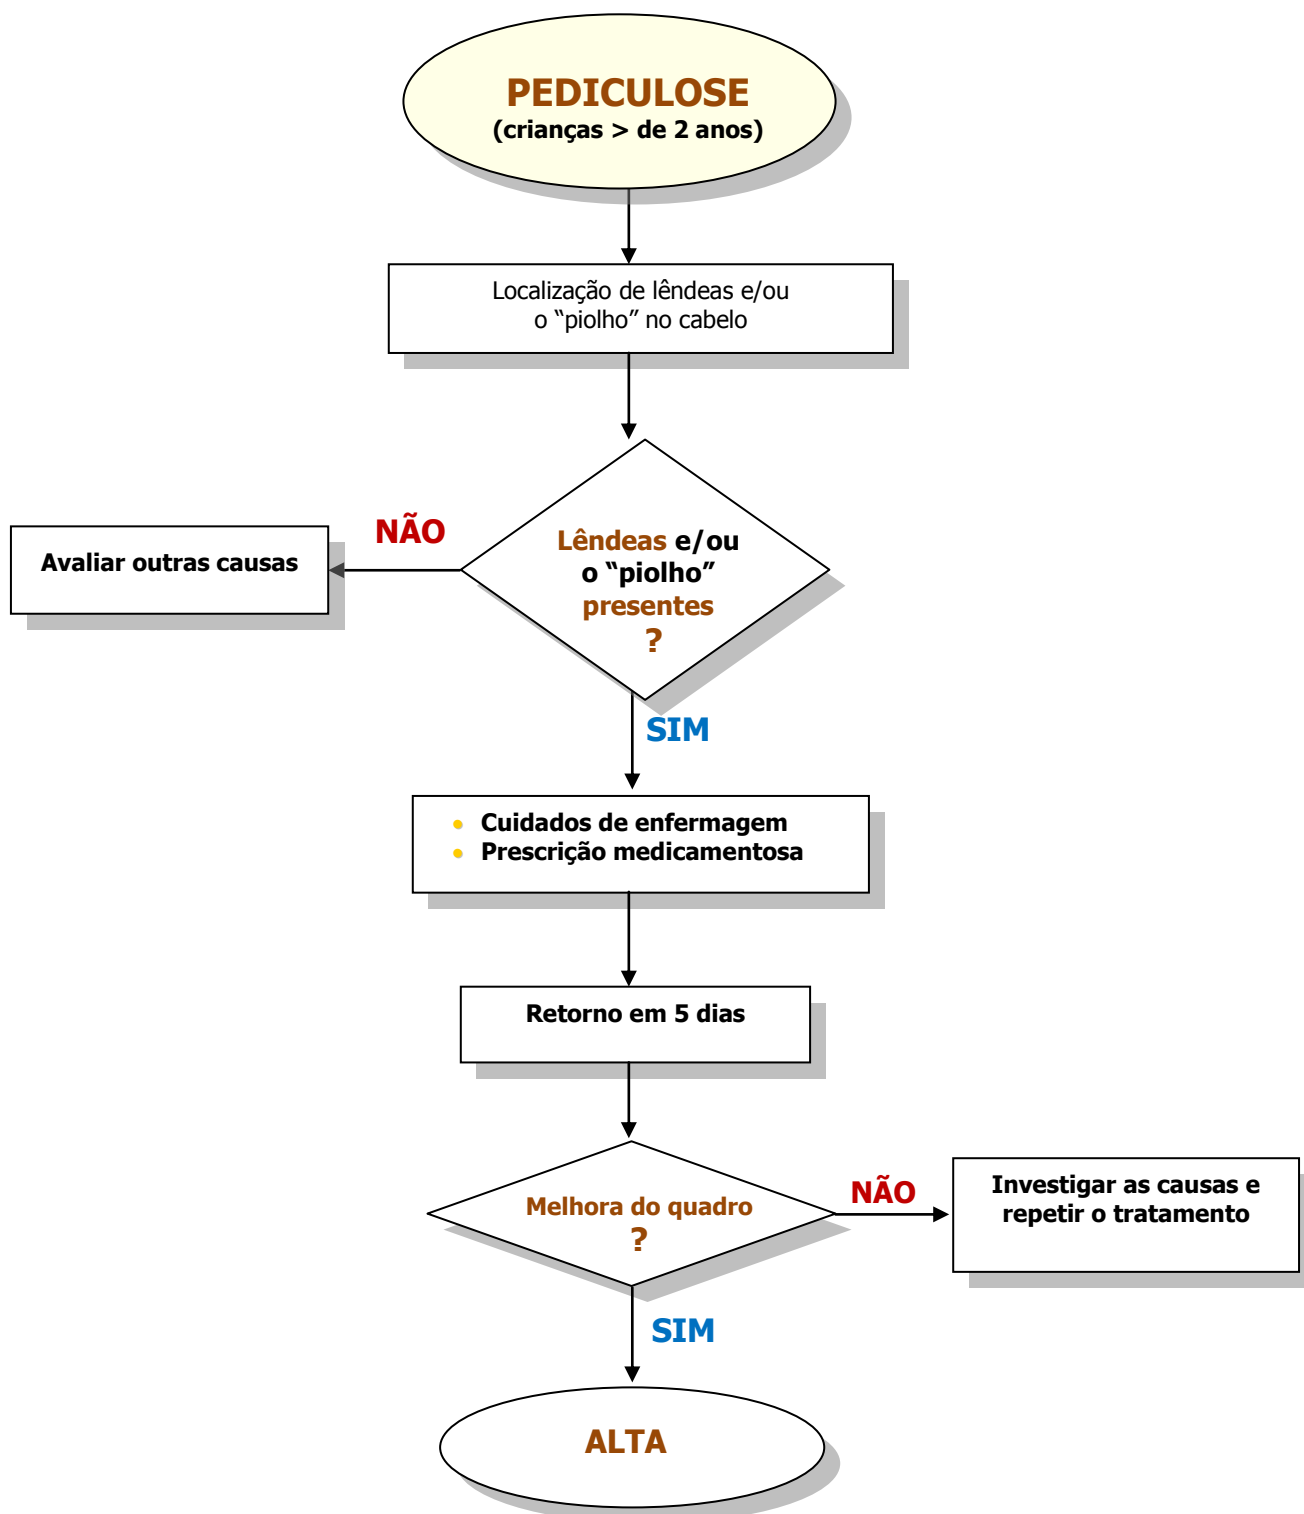 PEDICULOSE
(crianças > de 2 anos)
Localização de lêndeas e/ou
o “piolho” no cabelo
NÃO
Avaliar outras causas
Lêndeas e/ou
o “piolho”
presentes
?
SIM
• Cuidados de enfermagem
• Prescrição medicamentosa
Retorno em 5 dias
Melhora do quadro
?
NÃO
Investigar as causas e
repetir o tratamento
SIM
ALTA